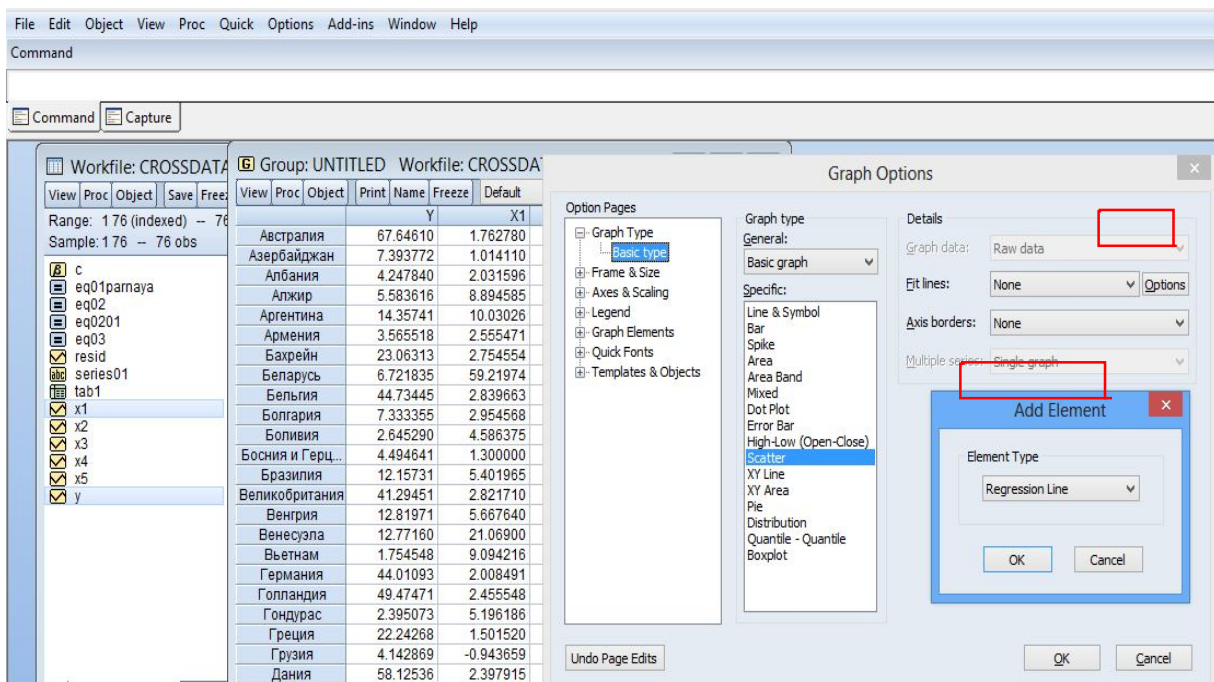 File Edit Object View Proc Quick Options Add-ins Window Help
Command
Command Capture
Workfile: CROSSDATA
View Proc Object Save Freez
Range: 1 76 (indexed) -- 76
Sample: 1 76 -- 76 obs
c
eq01parnaya
eq02
eq0201
eq03
resid
series01
tab1
x1
x2
x3
x4
x5
y
Group: UNTITLED Workfile: CROSSDA
View Proc Object Print Name Freeze Default
Y X1
Австралия 67.64610 1.762780
Азербайджан 7.393772 1.014110
Албания 4.247840 2.031596
Алжир 5.583616 8.894585
Аргентина 14.35741 10.03026
Армения 3.565518 2.555471
Бахрейн 23.06313 2.754554
Беларусь 6.721835 59.21974
Бельгия 44.73445 2.839663
Болгария 7.333355 2.954568
Боливия 2.645290 4.586375
Босния и Герц... 4.494641 1.300000
Бразилия 12.15731 5.401965
Великобритания 41.29451 2.821710
Венгрия 12.81971 5.667640
Венесуэла 12.77160 21.06900
Вьетнам 1.754548 9.094216
Германия 44.01093 2.008491
Голландия 49.47471 2.455548
Гондурас 2.395073 5.196186
Греция 22.24268 1.501520
Грузия 4.142869 -0.943659
Дания 58.12536 2.397915
Graph Options
Option Pages
Graph Type
Basic type
Frame & Size
Axes & Scaling
Legend
Graph Elements
Quick Fonts
Templates & Objects
Graph type
General:
Basic graph
Specific:
Line & Symbol
Bar
Spike
Area
Area Band
Mixed
Dot Plot
Error Bar
High-Low (Open-Close)
Scatter
XY Line
XY Area
Pie
Distribution
Quantile - Quantile
Boxplot
Details
Graph data: Raw data
Fit lines: None Options
Axis borders: None
Multiple series: Single graph
Add Element
Element Type
Regression Line
OK Cancel
Undo Page Edits
OK Cancel